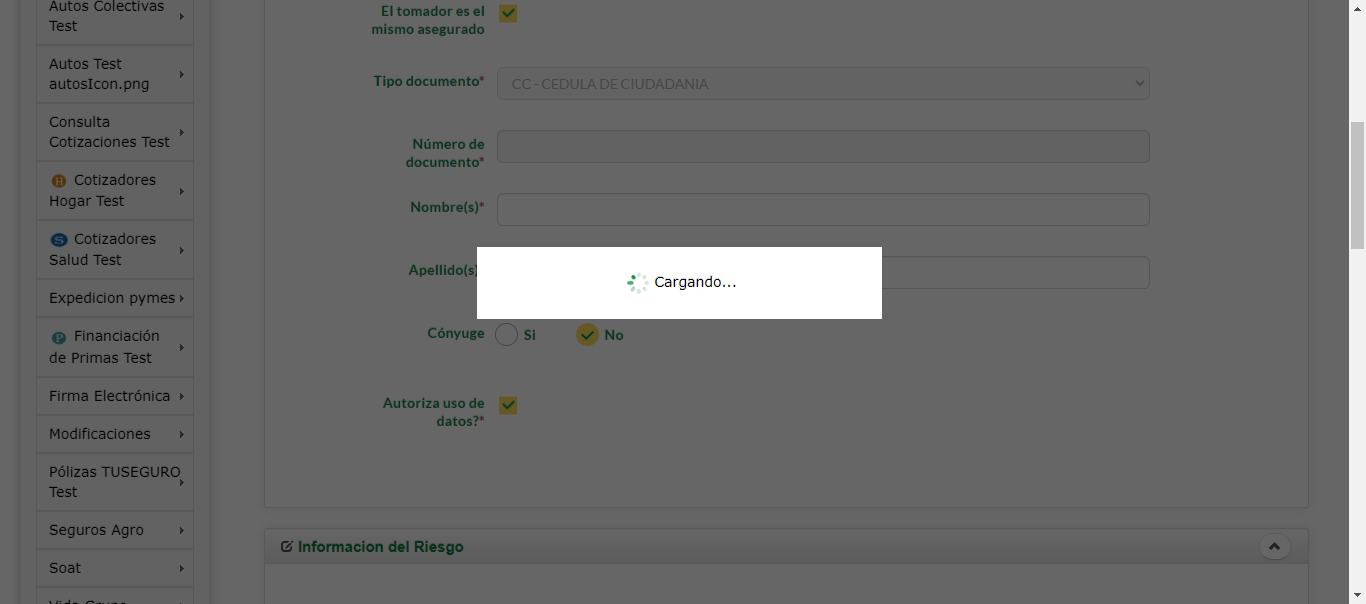 Autos Colectivas
Test
Autos Test
autosIcon.png
Consulta
Cotizaciones Test
H Cotizadores
Hogar Test
S Cotizadores
Salud Test
Expedicion pymes
P Financiación
de Primas Test
Firma Electrónica
Modificaciones
Pólizas TUSEGURO
Test
Seguros Agro
Soat
Vida Grupo
El tomador es el
mismo asegurado
Tipo documento*
CC - CEDULA DE CIUDADANIA
Número de
documento*
Nombre(s)*
Apellido(s)
Cargando...
Cónyuge
Si
No
Autoriza uso de
datos?*
Informacion del Riesgo